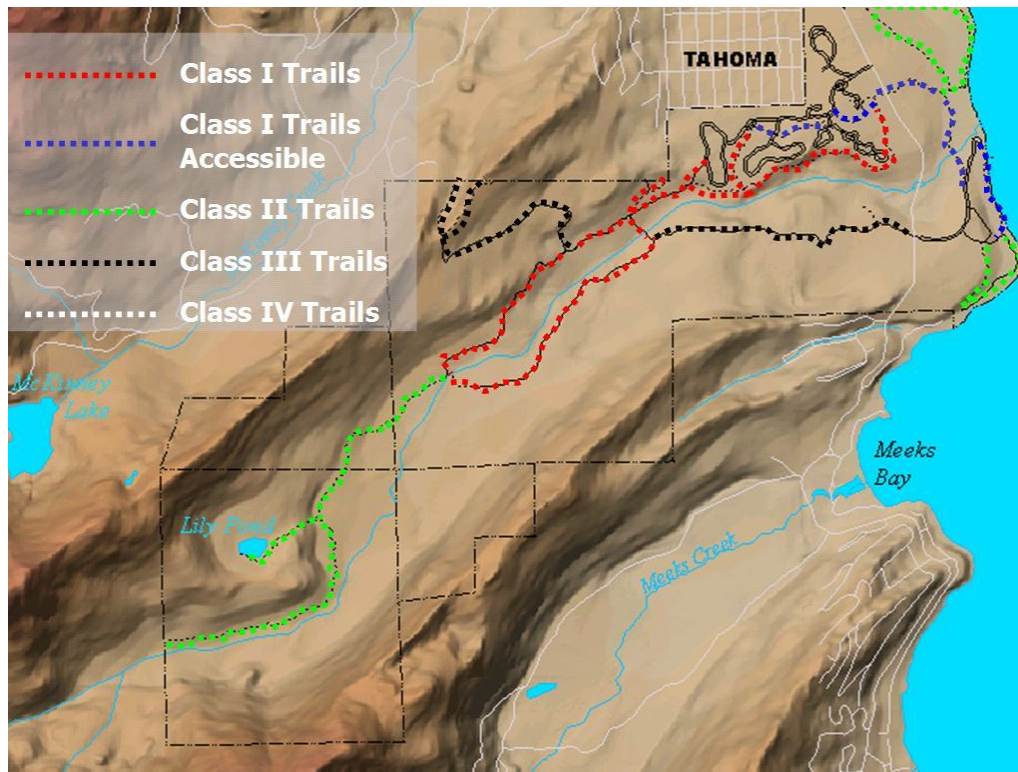 TAHOMA
Class I Trails
Class I Trails
Accessible
Class II Trails
Class III Trails
Class IV Trails
McKinney
Lake
Meeks
Bay
Lily Pond
Meeks Creek